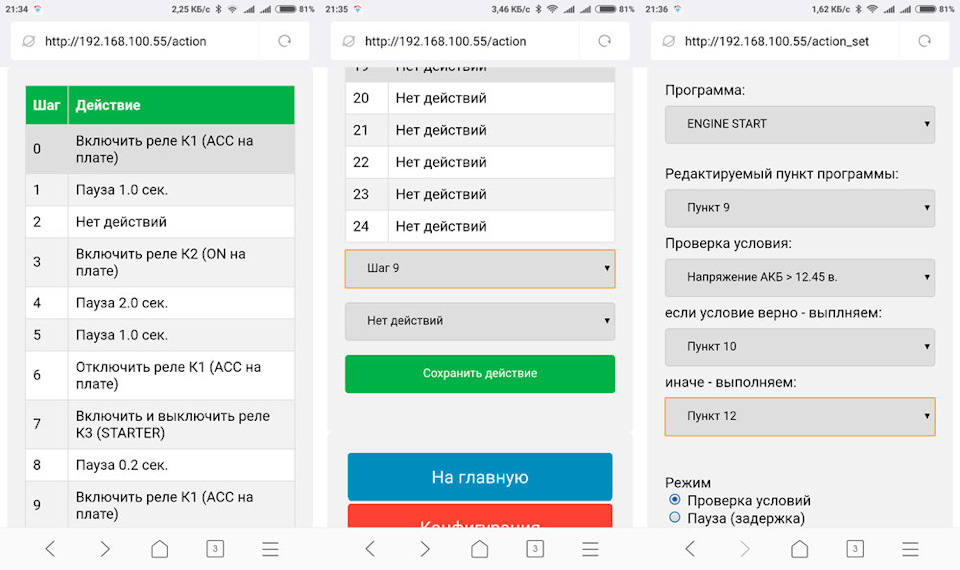 21:34
2,25 КБ/с
81%
http://192.168.100.55/action
Шаг Действие
0 Включить реле К1 (ACC на
плате)
1 Пауза 1.0 сек.
2 Нет действий
3 Включить реле К2 (ON на
плате)
4 Пауза 2.0 сек.
5 Пауза 1.0 сек.
6 Отключить реле К1 (ACC на
плате)
7 Включить и выключить реле
К3 (STARTER)
8 Пауза 0.2 сек.
9 Включить реле К1 (ACC на
плате)
3
21:35
3,46 КБ/с
81%
http://192.168.100.55/action
19 Нет действий
20 Нет действий
21 Нет действий
22 Нет действий
23 Нет действий
24 Нет действий
Шаг 9
Нет действий
Сохранить действие
На главную
Конфигурация
3
21:36
1,62 КБ/с
81%
http://192.168.100.55/action_set
Программа:
ENGINE START
Редактируемый пункт программы:
Пункт 9
Проверка условия:
Напряжение АКБ > 12.45 в.
если условие верно - выплняем:
Пункт 10
иначе - выполняем:
Пункт 12
Режим
Проверка условий
Пауза (задержка)
3